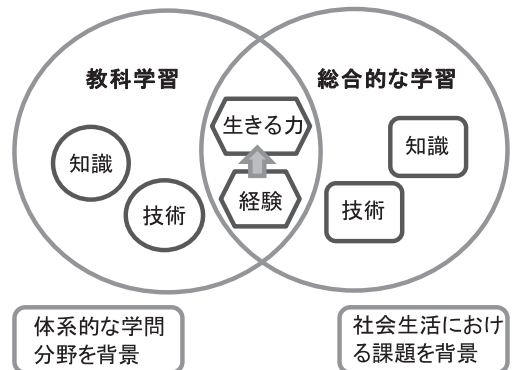 教科学習
総合的な学習
生きる力
知識
知識
経験
技術
技術
体系的な学問
分野を背景
社会生活におけ
る課題を背景